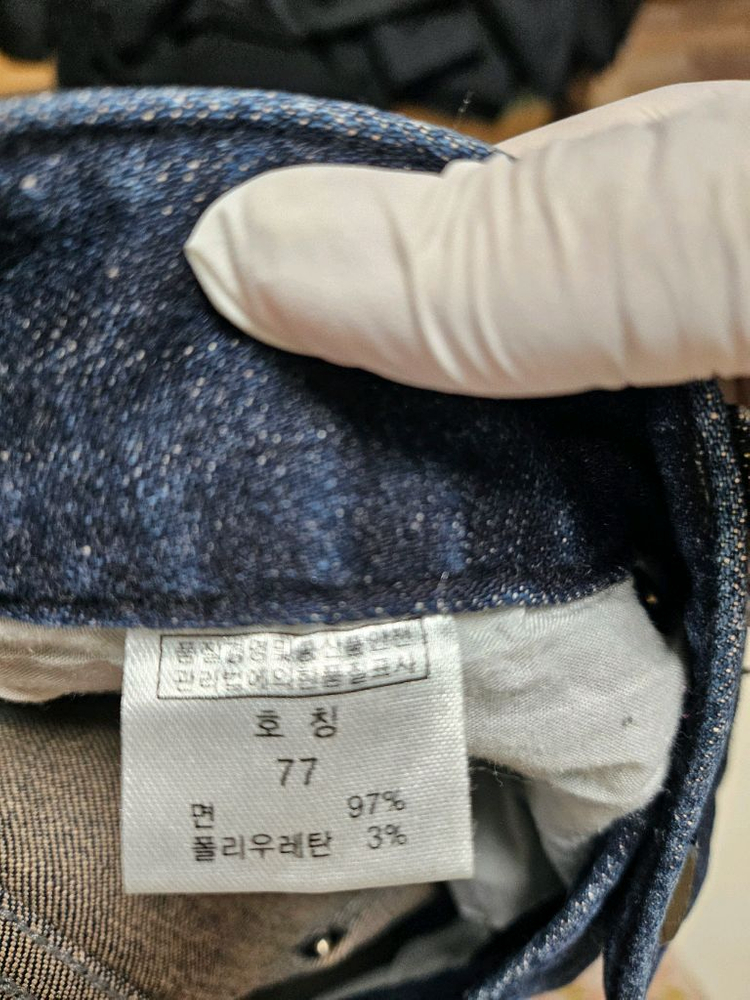 품질경영및공산품안전
관리법에의한품질표시
호 칭
77
면 97%
폴리우레탄 3%